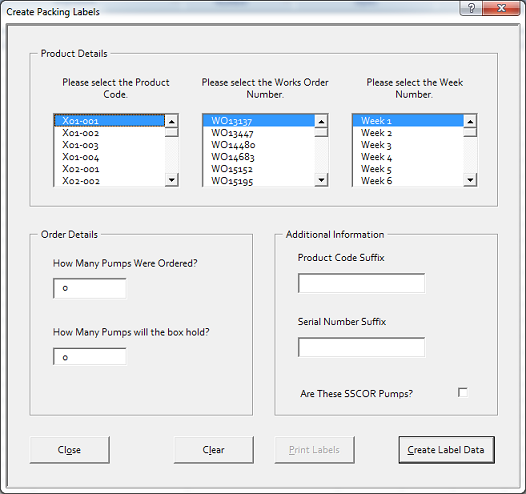 Create Packing Labels
Product Details
Please select the Product
Code.
Please select the Works Order
Number.
Please select the Week
Number.
X01-001
X01-002
X01-003
X01-004
X02-001
X02-002
WO13137
WO13447
WO14480
WO14683
WO15152
WO15195
Week 1
Week 2
Week 3
Week 4
Week 5
Week 6
Order Details
How Many Pumps Were Ordered?
0
How Many Pumps will the box hold?
0
Additional Information
Product Code Suffix
Serial Number Suffix
Are These SSCOR Pumps?
Close
Clear
Print Labels
Create Label Data